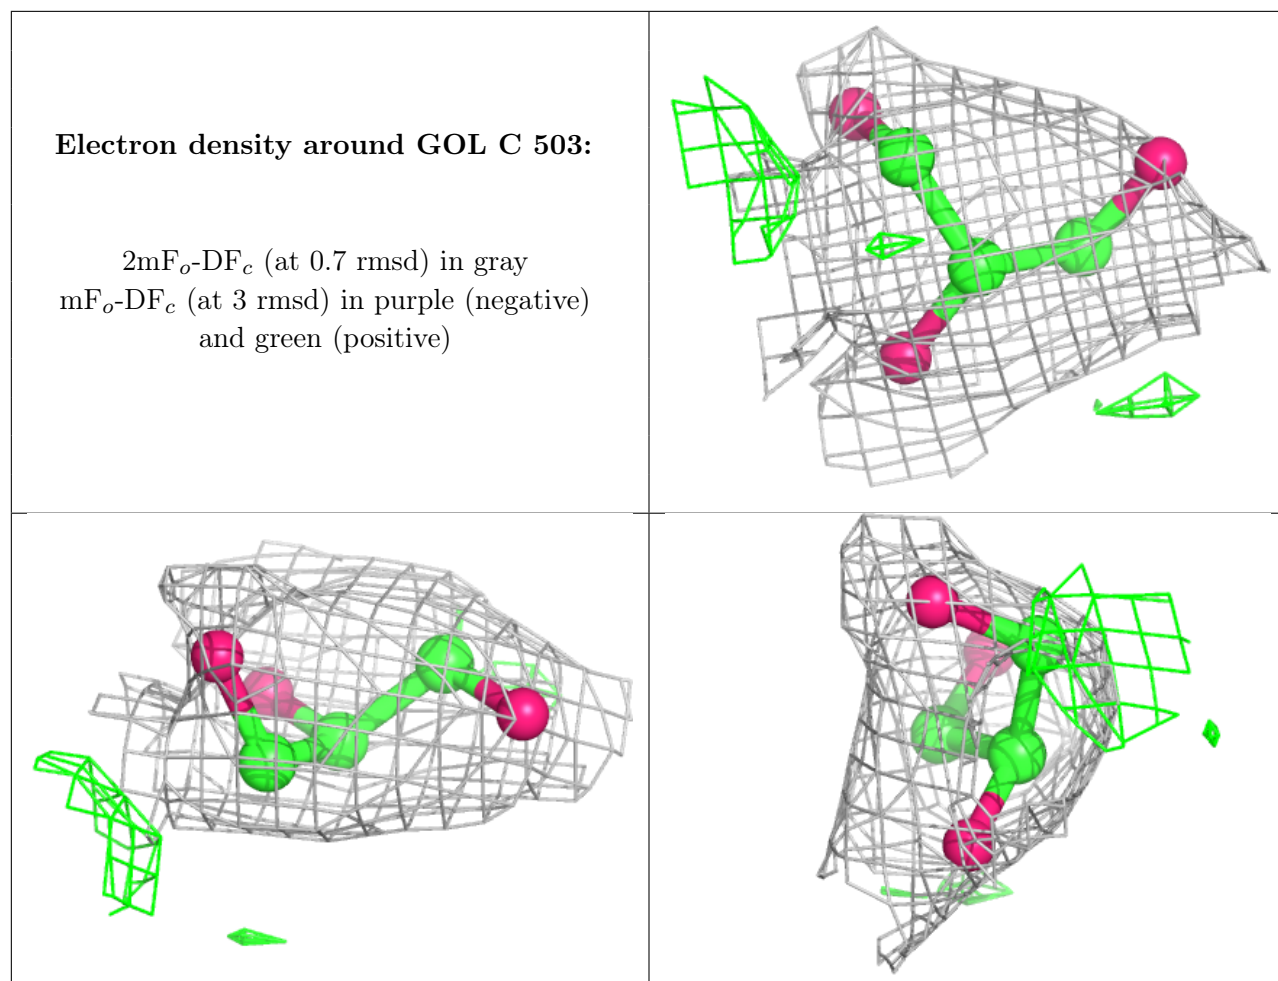 Electron density around GOL C 503:
2mFo-DFc (at 0.7 rmsd) in gray
mFo-DFc (at 3 rmsd) in purple (negative)
and green (positive)